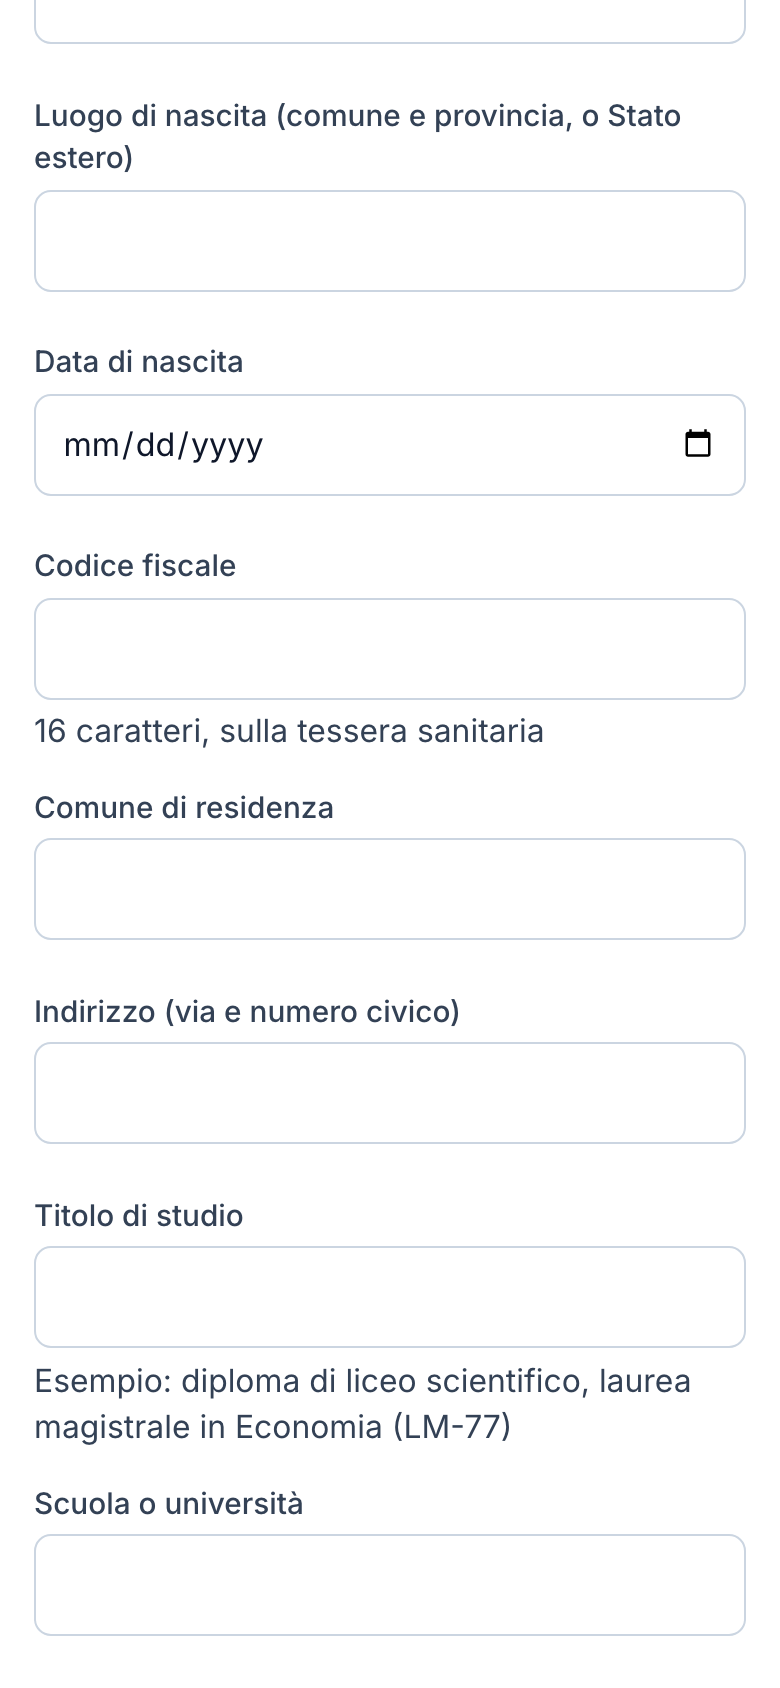 Luogo di nascita (comune e provincia, o Stato
estero)
Data di nascita
mm/dd/yyyy
Codice fiscale
16 caratteri, sulla tessera sanitaria
Comune di residenza
Indirizzo (via e numero civico)
Titolo di studio
Esempio: diploma di liceo scientifico, laurea
magistrale in Economia (LM-77)
Scuola o università